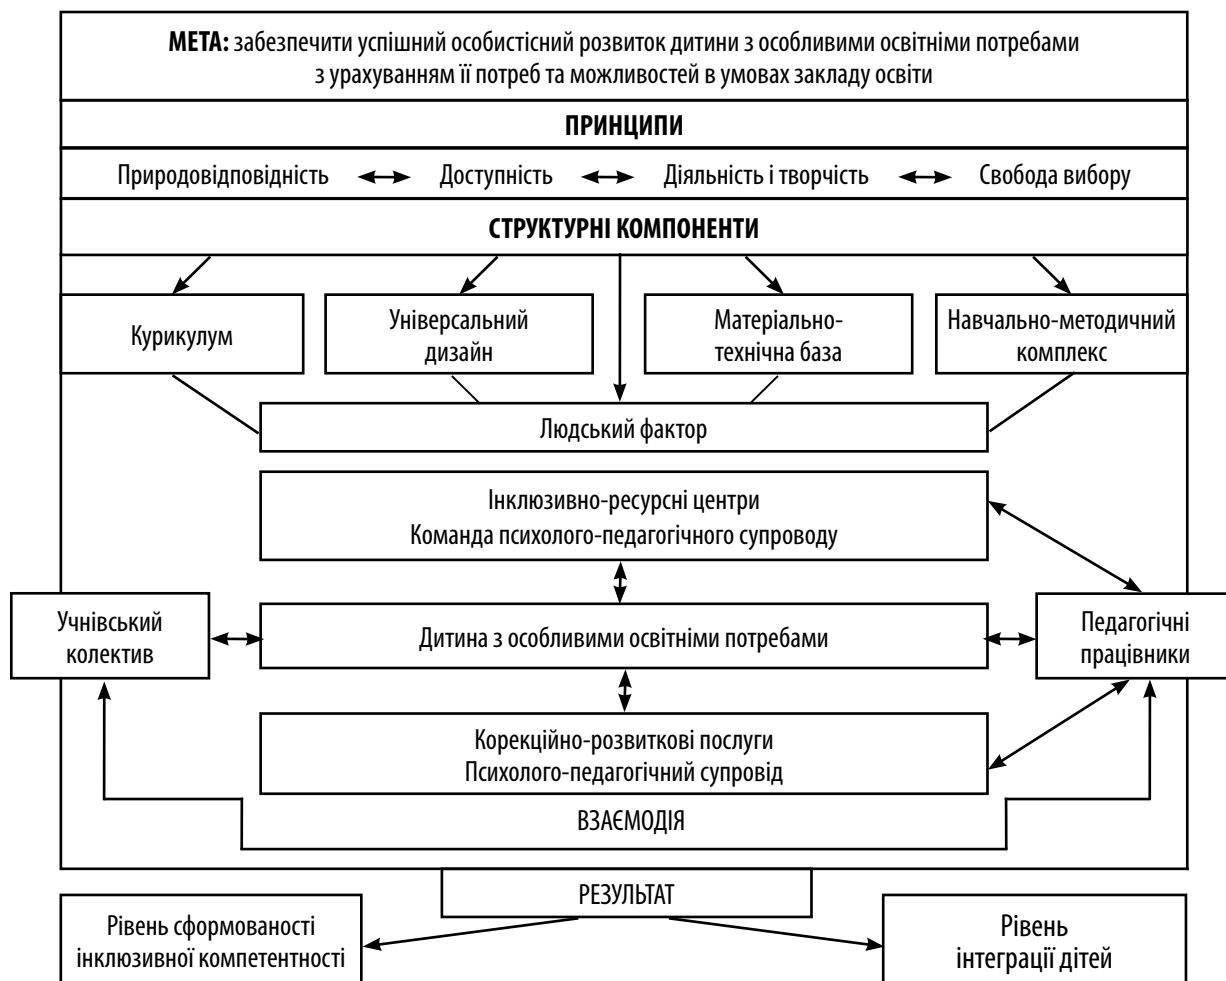 МЕТА: забезпечити успішний особистісний розвиток дитини з особливими освітніми потребами
з урахуванням її потреб та можливостей в умовах закладу освіти
ПРИНЦИПИ
Природовідповідність Доступність Діяльність і творчість Свобода вибору
СТРУКТУРНІ КОМПОНЕНТИ
Курикулум
Універсальний
дизайн
Матеріально-
технічна база
Навчально-методичний
комплекс
Людський фактор
Інклюзивно-ресурсні центри
Команда психолого-педагогічного супроводу
Учнівський
колектив
Дитина з особливими освітніми потребами
Педагогічні
працівники
Корекційно-розвиткові послуги
Психолого-педагогічний супровід
ВЗАЄМОДІЯ
РЕЗУЛЬТАТ
Рівень сформованості
інклюзивної компетентності
Рівень
інтеграції дітей